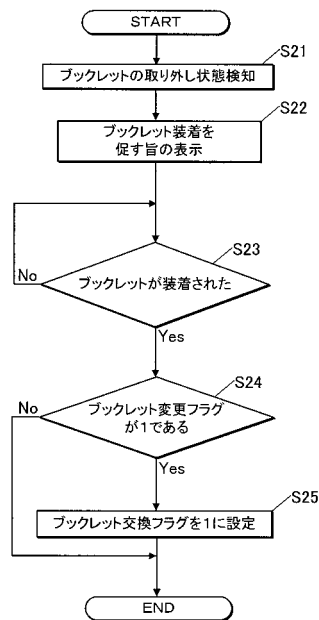 START
S21
ブックレットの取り外し状態検知
S22
ブックレット装着を
促す旨の表示
S23
No
ブックレットが装着された
Yes
S24
No
ブックレット変更フラグ
が1である
Yes
S25
ブックレット交換フラグを1に設定
END